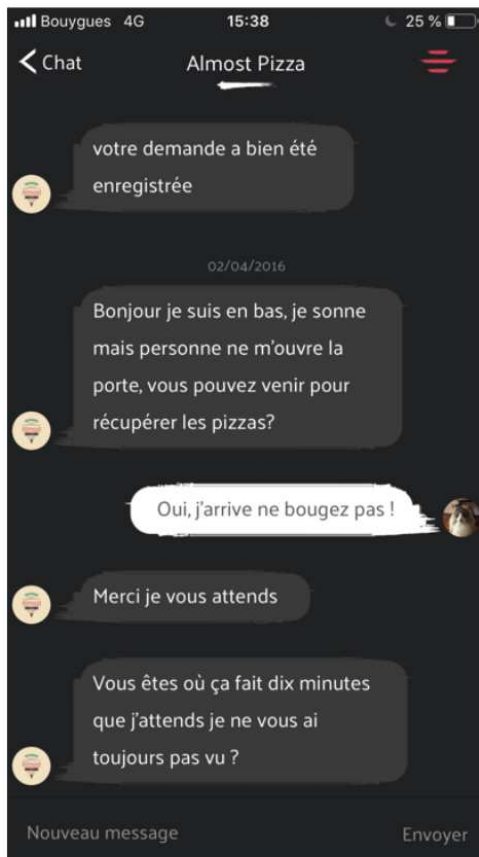 Bouygues 4G 15:38 25 %
Chat Almost Pizza
votre demande a bien été
enregistrée
02/04/2016
Bonjour je suis en bas, je sonne
mais personne ne m'ouvre la
porte, vous pouvez venir pour
récupérer les pizzas?
Oui, j'arrive ne bougez pas !
Merci je vous attends
Vous êtes où ça fait dix minutes
que j'attends je ne vous ai
toujours pas vu ?
Nouveau message Envoyer